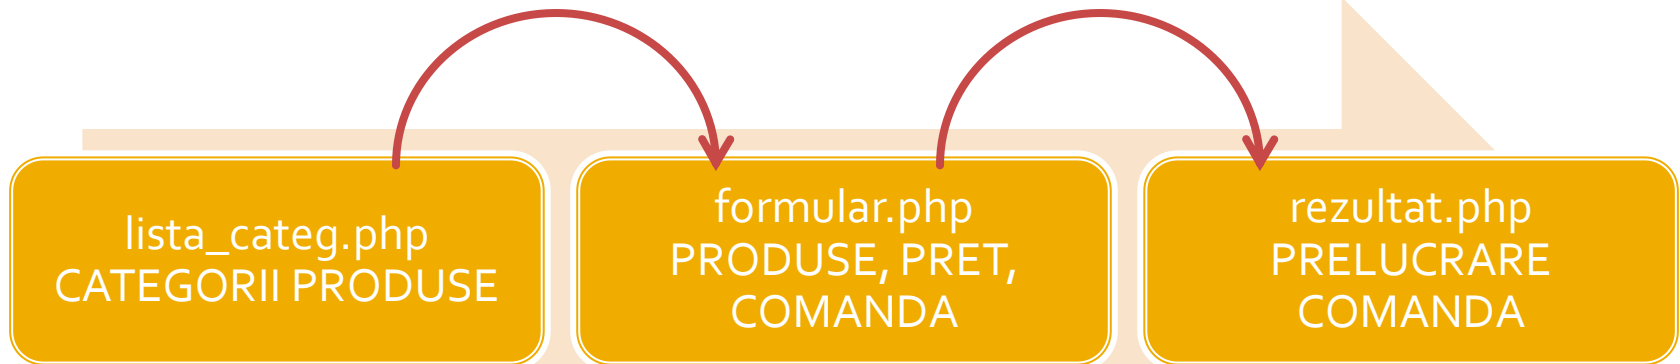 lista_categ.php
CATEGORII PRODUSE
formular.php
PRODUSE, PRET,
COMANDA
rezultat.php
PRELUCRARE
COMANDA